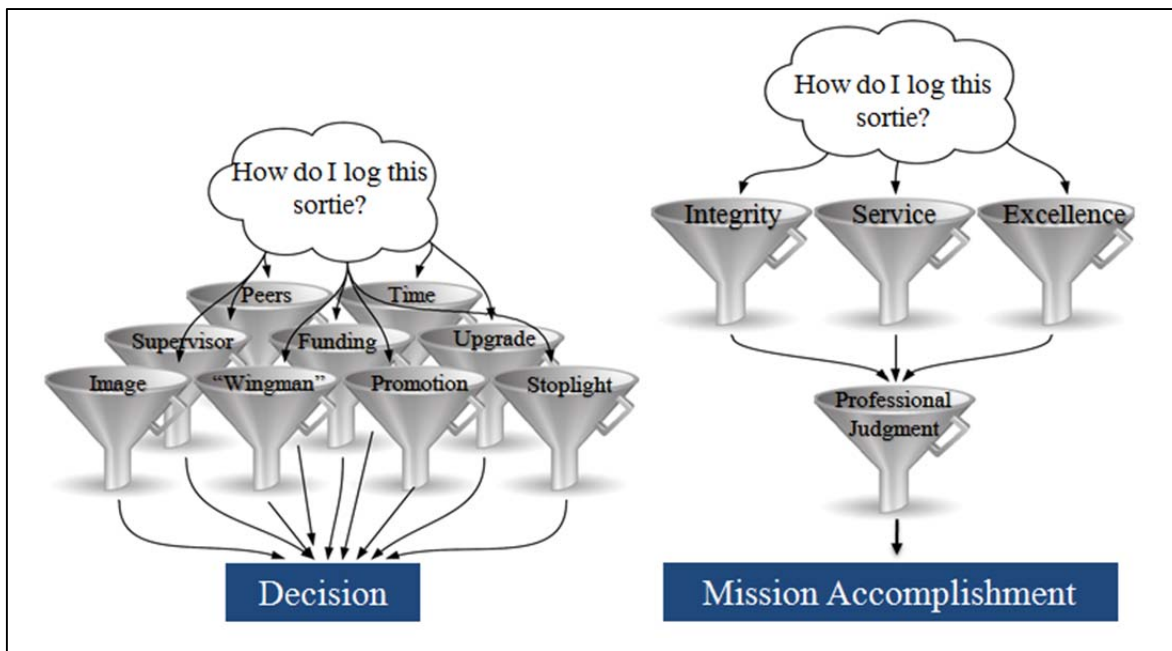 How do I log this
sortie?
Peers
Time
Supervisor
Funding
Upgrade
Image
“Wingman”
Promotion
Stoplight
Decision
How do I log this
sortie?
Integrity
Service
Excellence
Professional
Judgment
Mission Accomplishment